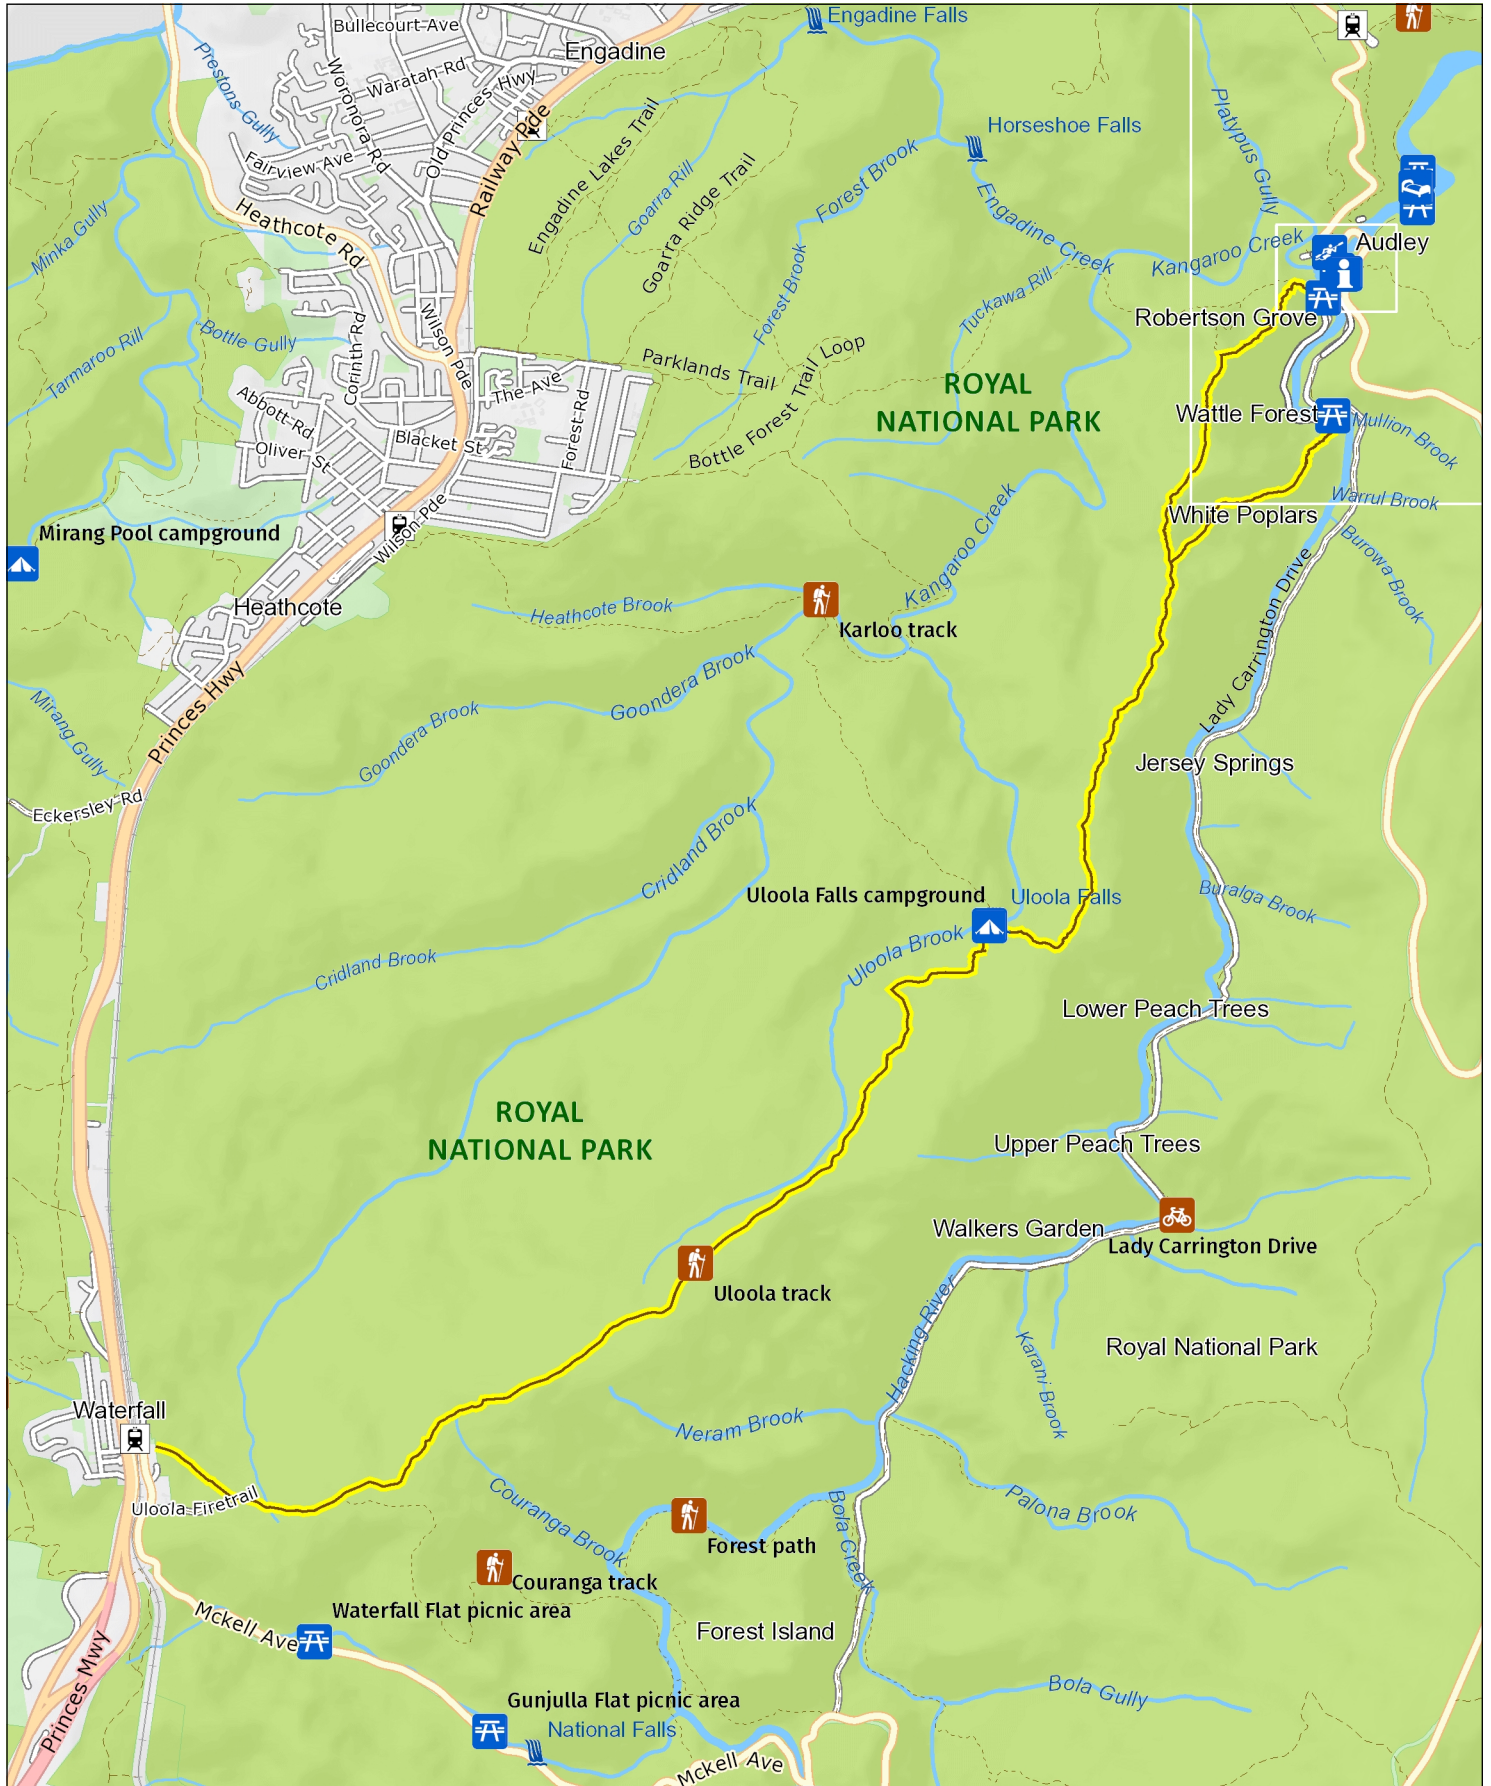 Bullecourt Ave
Engadine Falls
Engadine
Prestons Gully
Woronora Rd
Waratah Rd
Old Princes Hwy
Railway Pde
Engadine Lakes Trail
Horseshoe Falls
Platypus Gully
Fairview Ave
Goarra Rill
Goarra Ridge Trail
Forest Brook
Engadine Creek
Minka Gully
Heathcote Rd
Kangaroo Creek
Audley
Forest Brook
Tuckawa Rill
Robertson Grove
Tamaroo Rill
Bottle Gully
Corinth Rd
Wilson Pde
Parklands Trail
Bottle Forest Trail Loop
The Ave
Forest Rd
ROYAL
NATIONAL PARK
Abbott Rd
Blacket St
Oliver St
Wattle Forest
Mullion Brook
Warrul Brook
White Poplars
Mirang Pool campground
Wilson Pde
Kangaroo Creek
Burowa Brook
Heathcote
Heathcote Brook
Karloo track
Lady Carrington Drive
Goondera Brook
Princes Hwy
Mirang Gully
Goondera Brook
Jersey Springs
Eckersley Rd
Cridland Brook
Uloola Falls campground
Uloola Falls
Buralga Brook
Uloola Brook
Cridland Brook
Lower Peach Trees
ROYAL
NATIONAL PARK
Upper Peach Trees
Walkers Garden
Lady Carrington Drive
Uloola track
Hacking River
Karani Brook
Royal National Park
Waterfall
Neram Brook
Uloola Firetrail
Couranga Brook
Bola Creek
Palona Brook
Forest path
Couranga track
Mckell Ave
Waterfall Flat picnic area
Forest Island
Princes Mwy
Gunjulla Flat picnic area
National Falls
Bola Gully
Mckell Ave